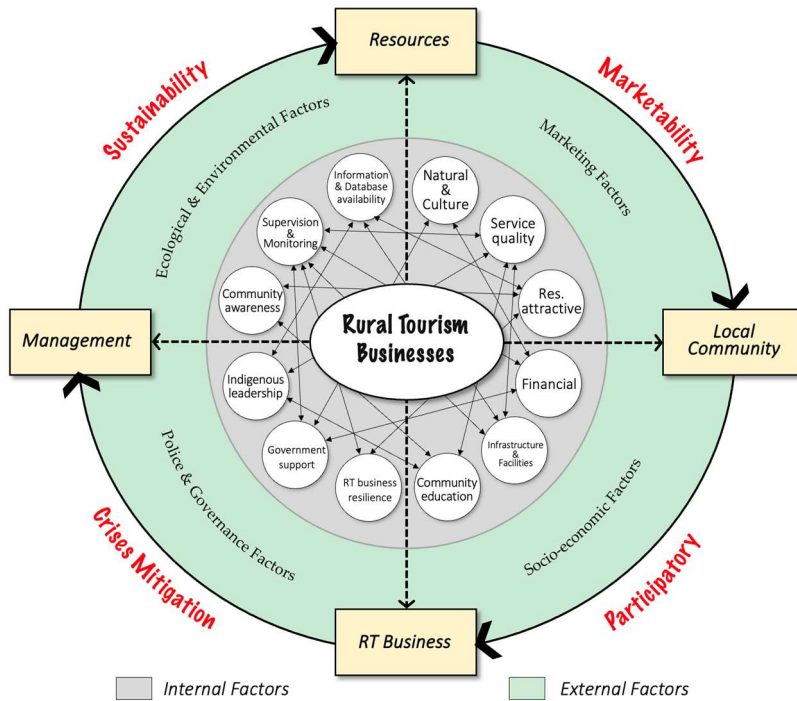 Resources
Sustainability
Marketability
Ecological & Environmental Factors
Marketing Factors
Information
& Database
availability
Natural
&
Culture
Supervision
&
Monitoring
Service
quality
Community
awareness
Res.
attractive
Management
Rural Tourism
Businesses
Local
Community
Indigenous
leadership
Financial
Government
support
Infrastructure
&
Facilities
RT business
resilience
Community
education
Police & Governance Factors
Socio-economic Factors
Crises Mitigation
Participatory
RT Business
Internal Factors
External Factors